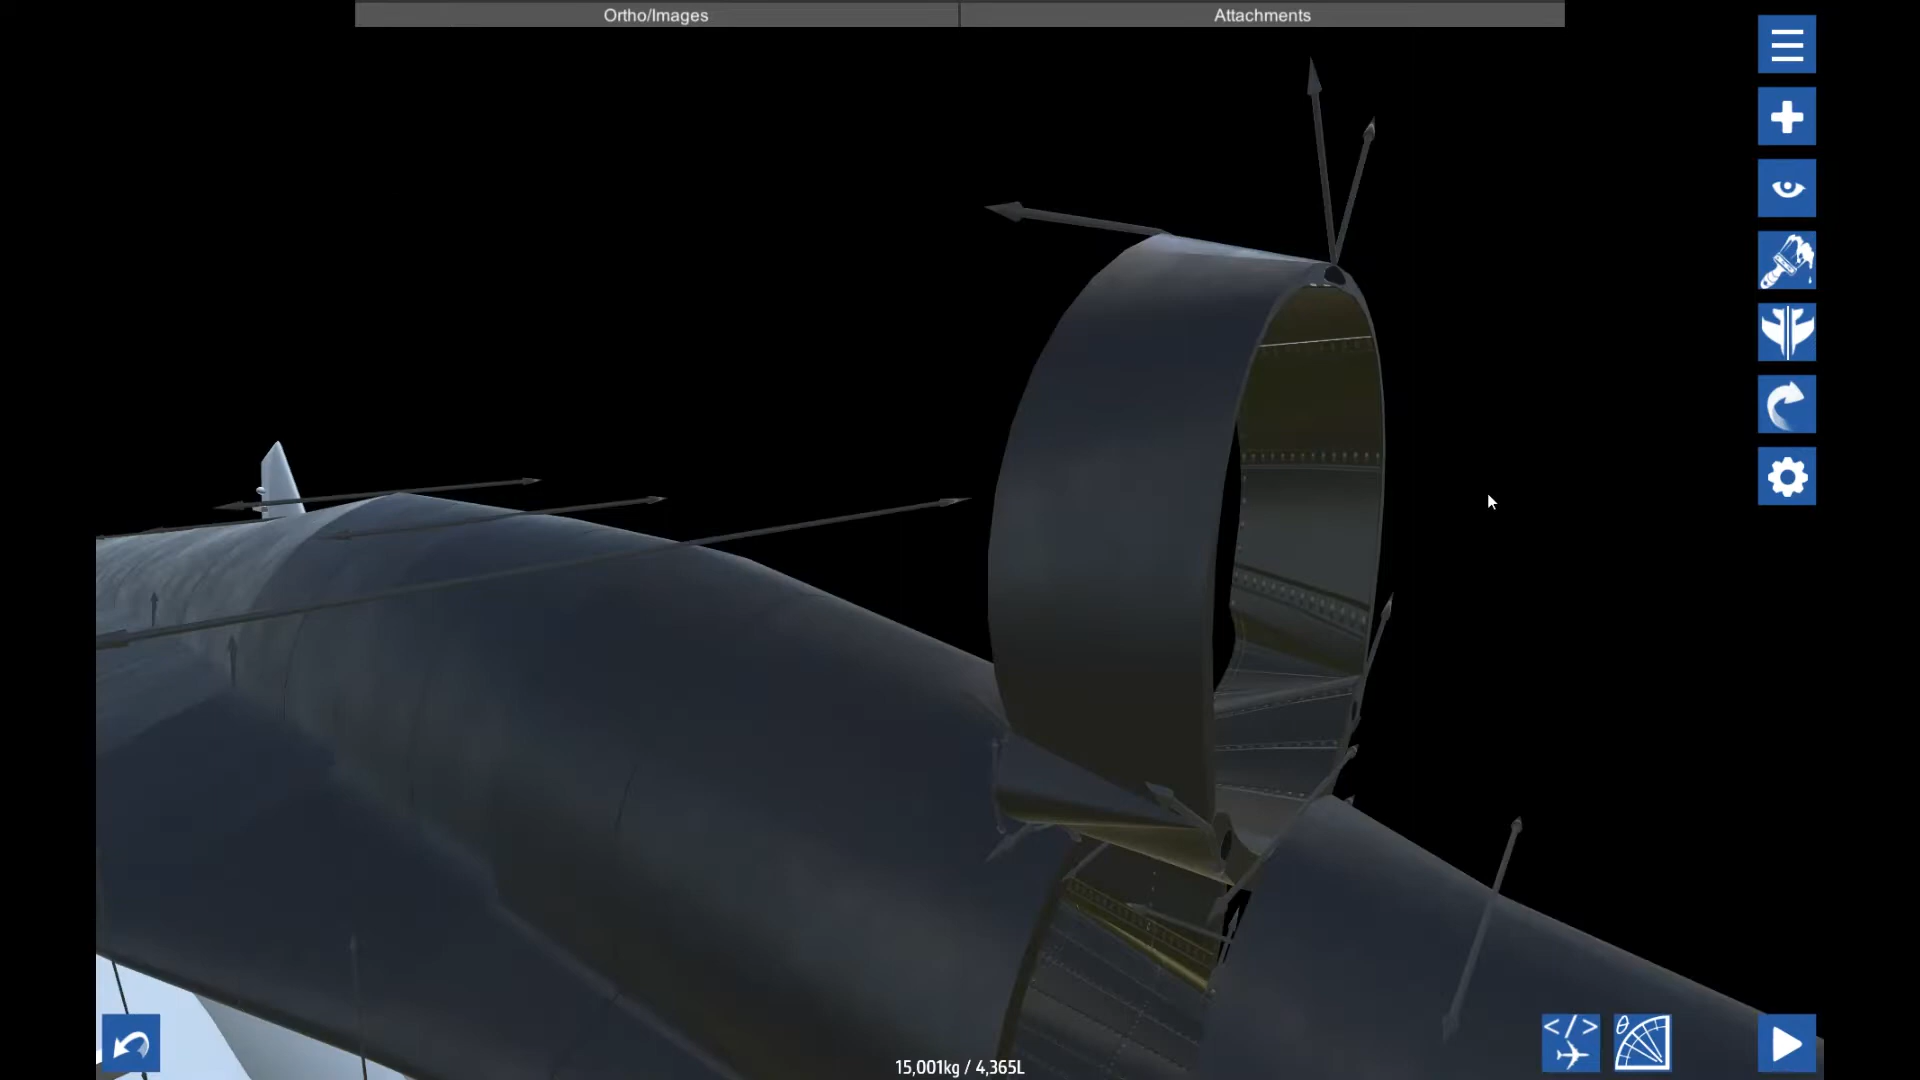 Ortho/Images
Attachments
</>
θ
15,001kg / 4,365L